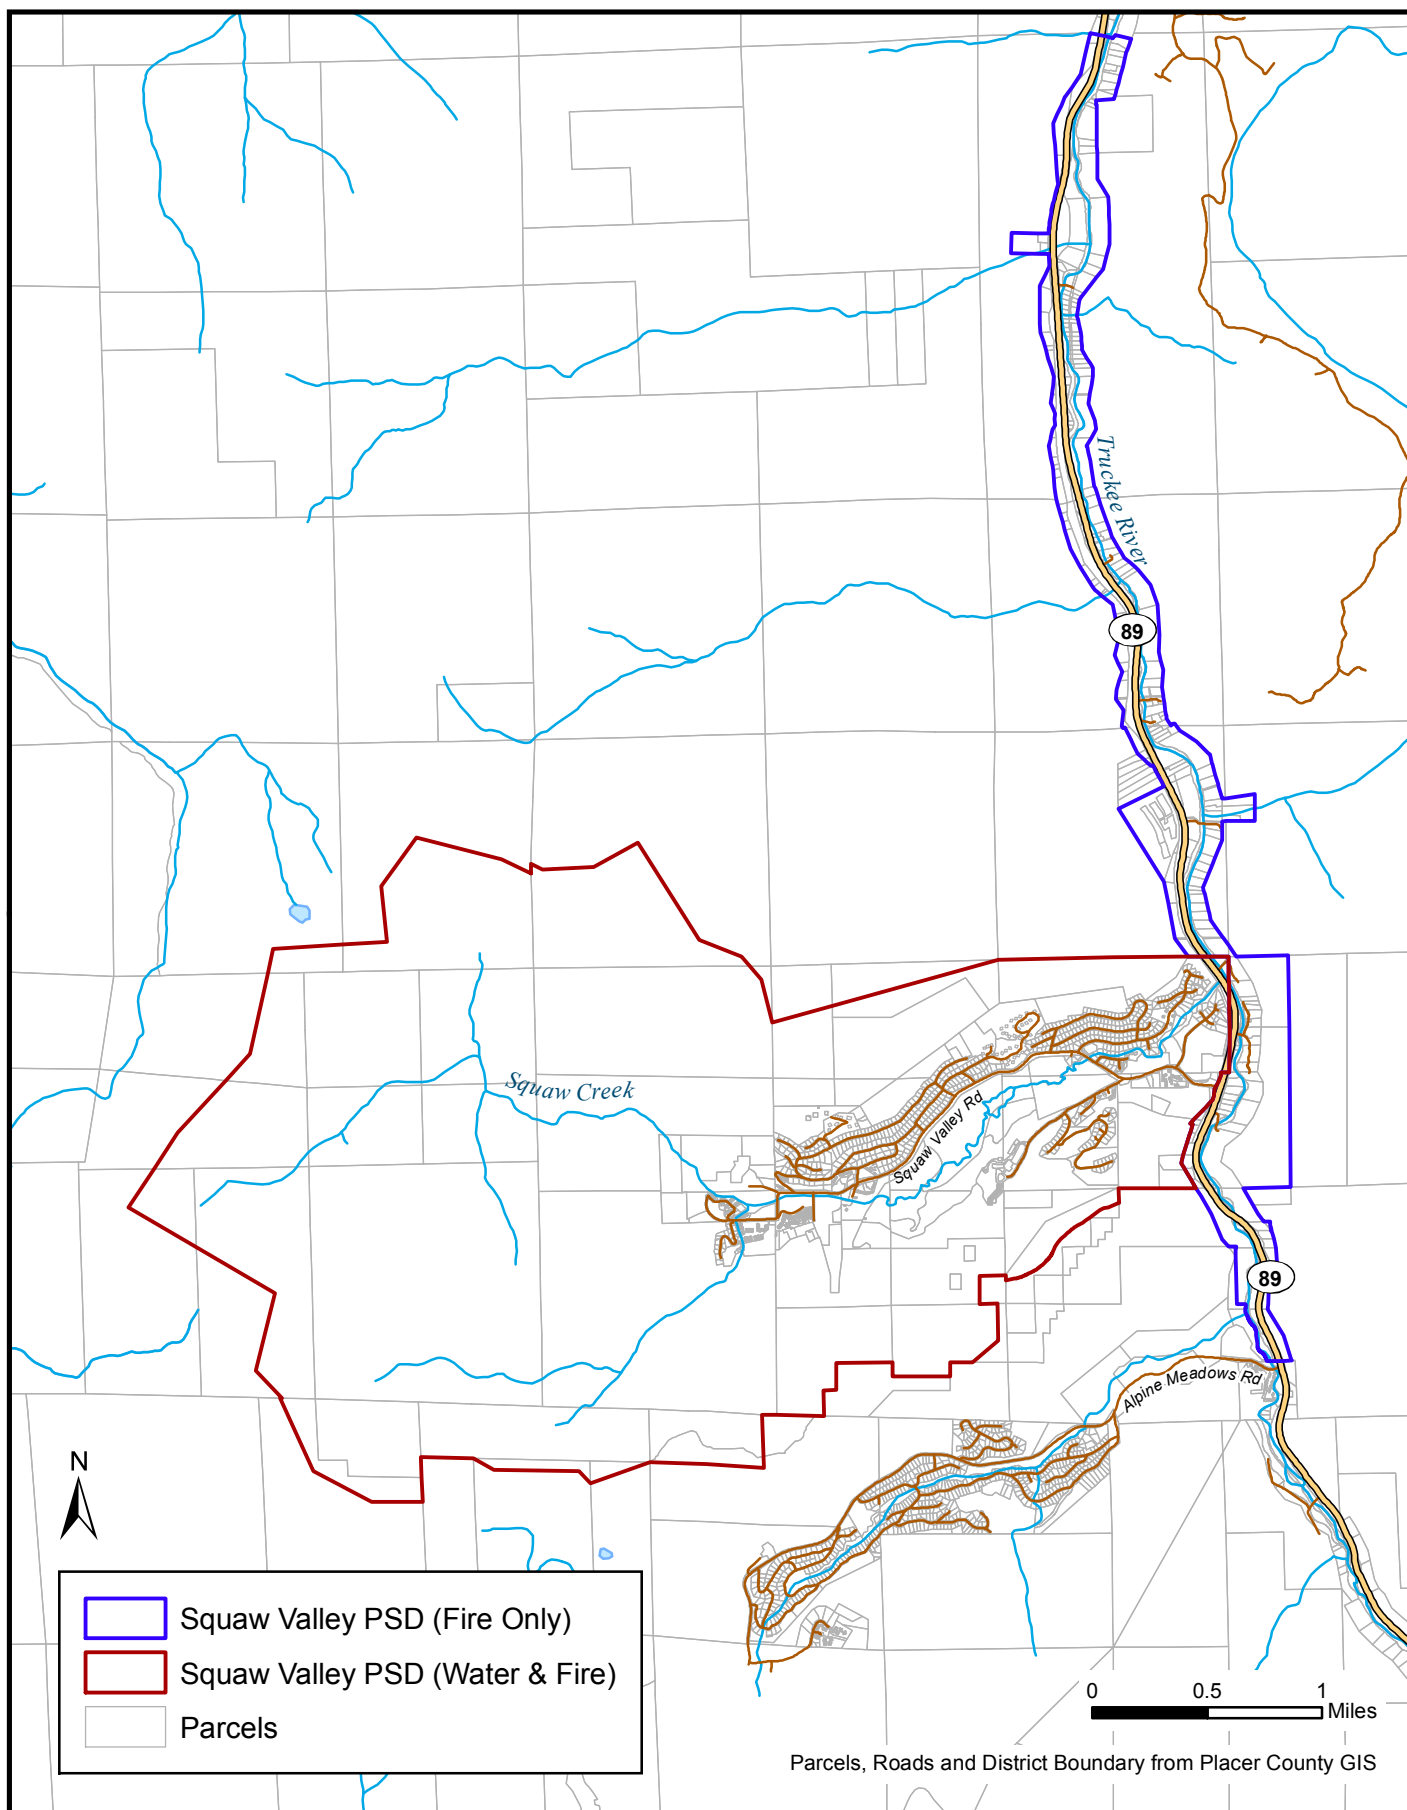 Truckee River
89
Squaw Creek
Squaw Valley Rd
89
Alpine Meadows Rd
N
Squaw Valley PSD (Fire Only)
Squaw Valley PSD (Water & Fire)
Parcels
0 0.5 1
Miles
Parcels, Roads and District Boundary from Placer County GIS